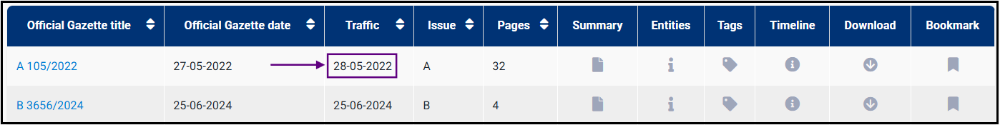 Official Gazette title Official Gazette date Traffic Issue Pages Summary Entities Tags Timeline Download Bookmark
A 105/2022 27-05-2022 28-05-2022 A 32
B 3656/2024 25-06-2024 25-06-2024 B 4